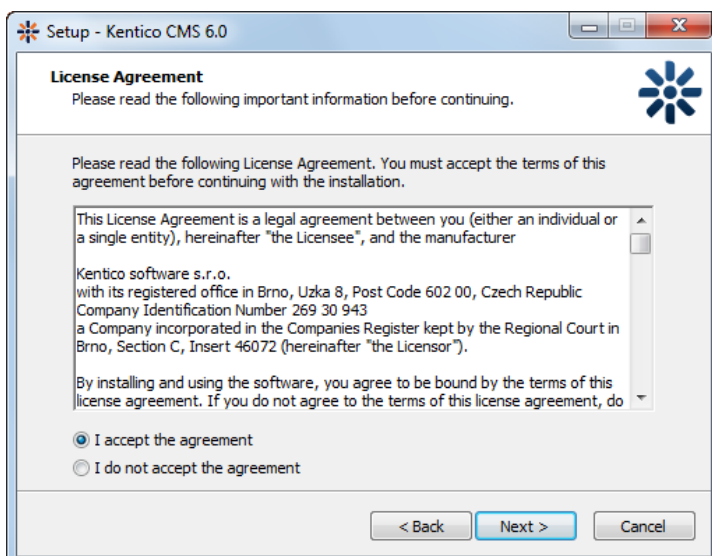 Setup - Kentico CMS 6.0
License Agreement
Please read the following important information before continuing.
Please read the following License Agreement. You must accept the terms of this
agreement before continuing with the installation.
This License Agreement is a legal agreement between you (either an individual or
a single entity), hereinafter "the Licensee", and the manufacturer
Kentico software s.r.o.
with its registered office in Brno, Uzka 8, Post Code 602 00, Czech Republic
Company Identification Number 269 30 943
a Company incorporated in the Companies Register kept by the Regional Court in
Brno, Section C, Insert 46072 (hereinafter "the Licensor").
By installing and using the software, you agree to be bound by the terms of this
license agreement. If you do not agree to the terms of this license agreement, do
I accept the agreement
I do not accept the agreement
< Back Next > Cancel